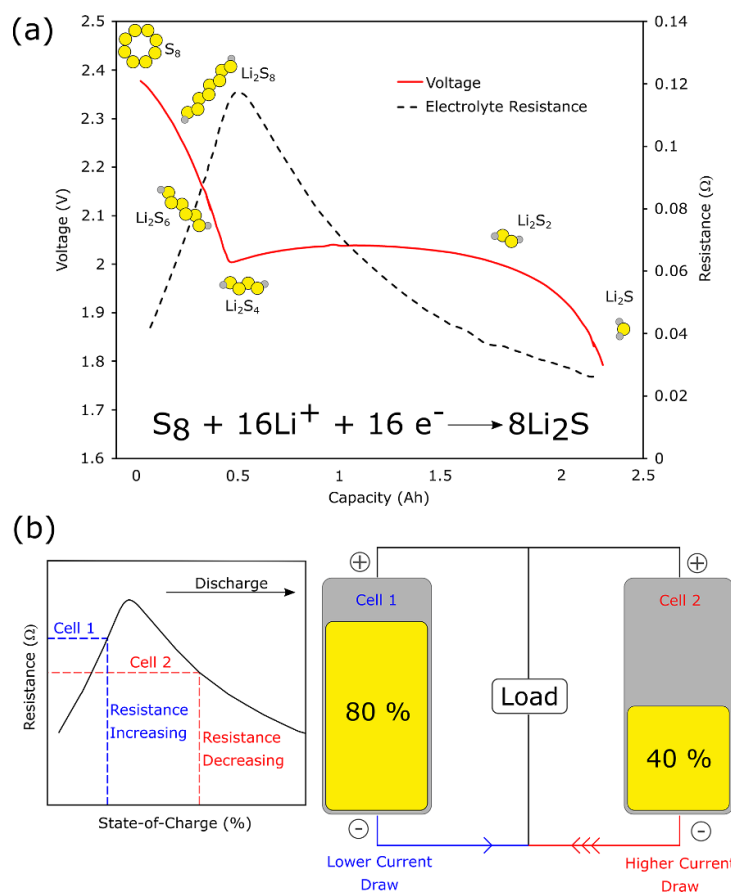 (a)
2.5
2.4
2.3
2.2
2.1
2
1.9
1.8
1.7
1.6
Voltage (V)
0.14
0.12
0.1
0.08
0.06
0.04
0.02
0
Resistance (Ω)
S₈
Li₂S₈
Voltage
Electrolyte Resistance
Li₂S₆
Li₂S₄
Li₂S₂
Li₂S
S₈ + 16Li⁺ + 16 e⁻ → 8Li₂S
0 0.5 1 1.5 2 2.5
Capacity (Ah)
(b)
Resistance (Ω)
Discharge
Cell 1
Cell 2
Resistance
Increasing
Resistance
Decreasing
State-of-Charge (%)
+
Cell 1
80 %
-
Load
+
Cell 2
40 %
-
Lower Current
Draw
Higher Current
Draw